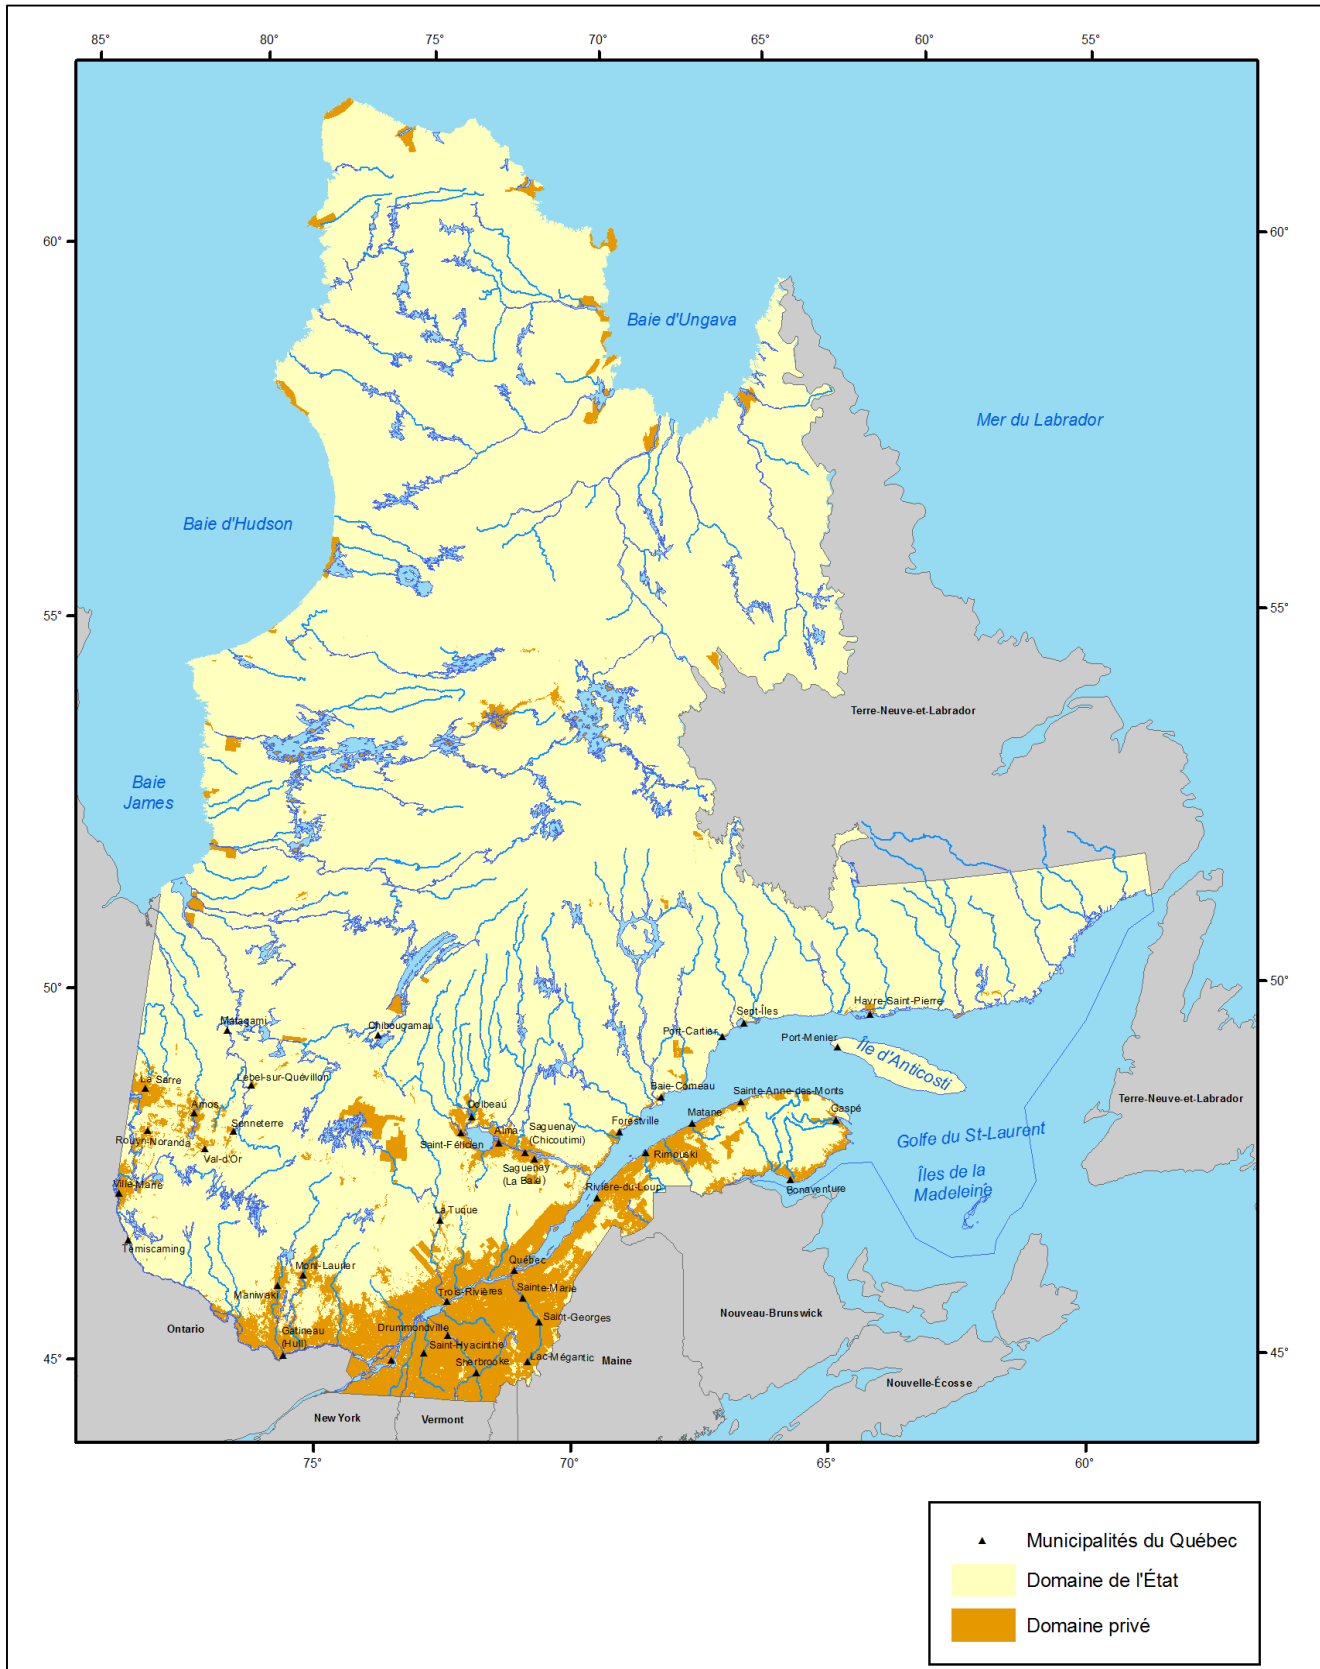 85°
80°
75°
70°
65°
60°
55°
60°
60°
Baie d'Ungava
Mer du Labrador
Baie d'Hudson
55°
55°
Terre-Neuve-et-Labrador
Baie
James
50°
50°
Havre-Saint-Pierre
Sept-Îles
Matagami
Chibougamau
Port-Cartier
Port-Menier
Île d'Anticosti
La Sarre
Lebel-sur-Quévillon
Baie-Comeau
Sainte-Anne-des-Monts
Terre-Neuve-et-Labrador
Amos
Dolbeau
Matane
Gaspé
Senneterre
Forestville
Rouyn-Noranda
Alma
Saguenay
(Chicoutimi)
Saint-Félicien
Golfe du St-Laurent
Val-d'Or
Rimouski
Saguenay
(La Baie)
Îles de la
Madeleine
Ville-Marie
Rivière-du-Loup
Bonaventure
La Tuque
Témiscaming
Québec
Mont-Laurier
Maniwaki
Trois-Rivières
Sainte-Marie
Nouveau-Brunswick
Saint-Georges
Ontario
Gatineau
(Hull)
Drummondville
Saint-Hyacinthe
Sherbrooke
Lac-Mégantic
Maine
45°
45°
Nouvelle-Écosse
New York
Vermont
75°
70°
65°
60°
Municipalités du Québec
Domaine de l'État
Domaine privé